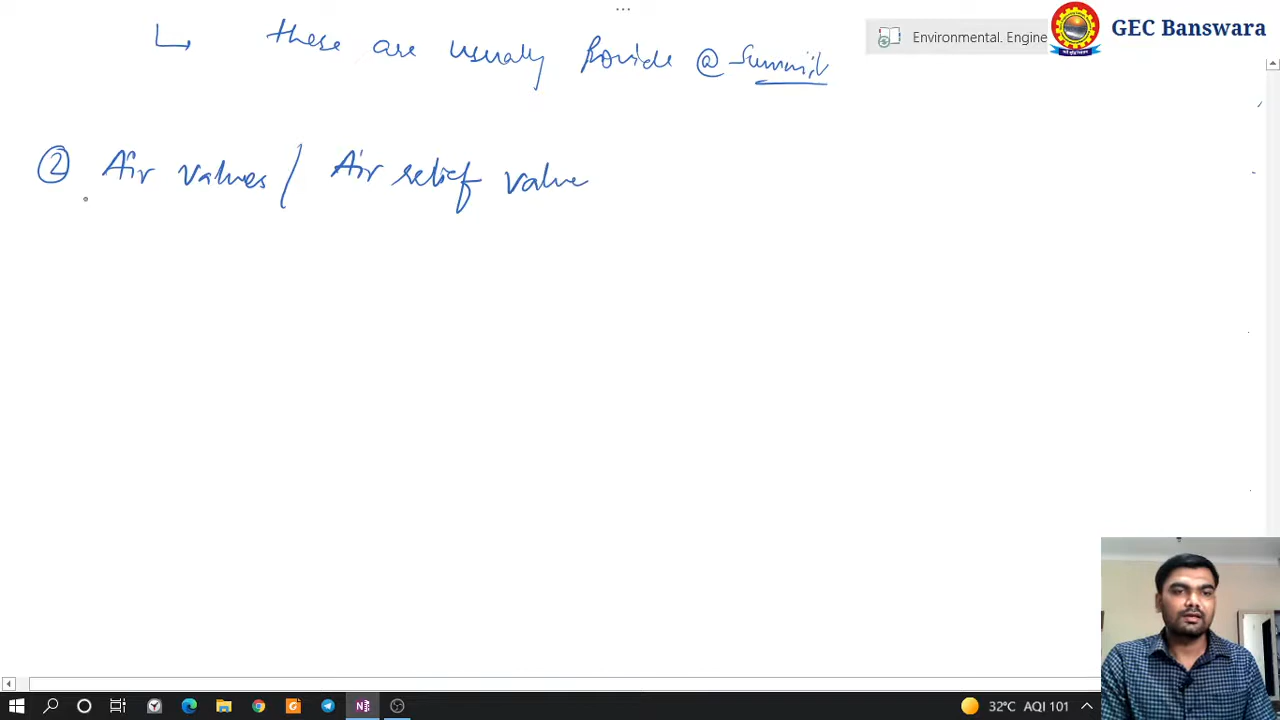 ...
GEC Banswara
Environmental. Engine
↳ these are usually Provide @ Summit
② Air valves / Air relief valve
32°C AQI 101